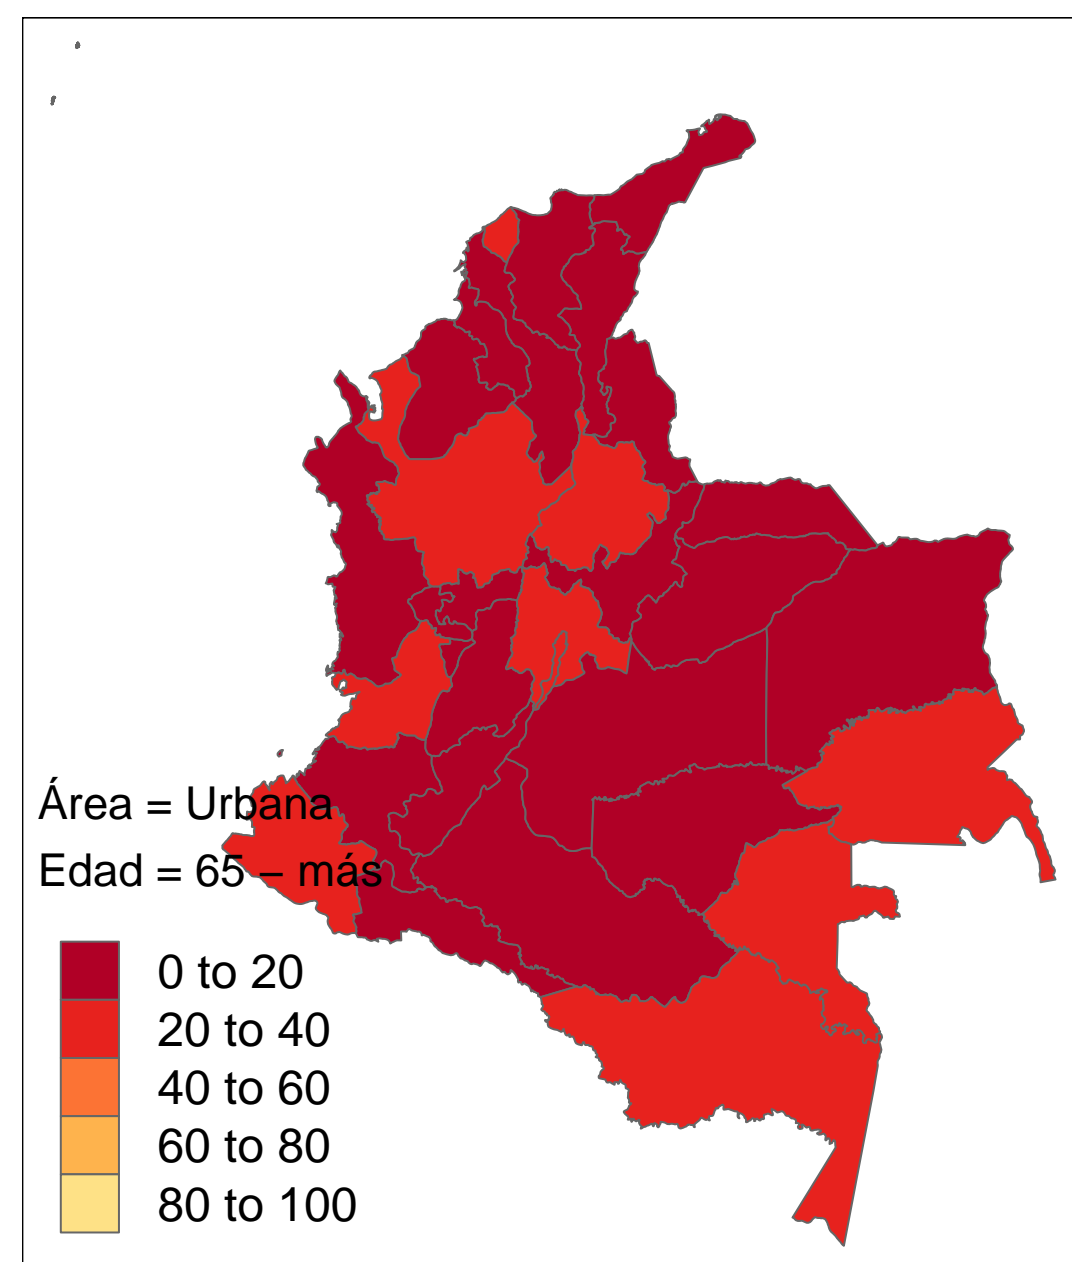 Área = Urbana
Edad = 65 – más
0 to 20
20 to 40
40 to 60
60 to 80
80 to 100